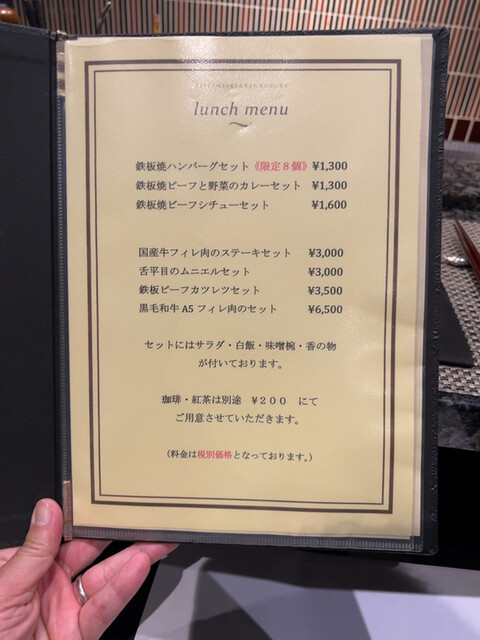 lunch menu
鉄板焼ハンバーグセット《限定８個》 ¥1,300
鉄板焼ビーフと野菜のカレーセット ¥1,300
鉄板焼ビーフシチューセット ¥1,600
国産牛フィレ肉のステーキセット ¥3,000
舌平目のムニエルセット ¥3,000
鉄板ビーフカツレツセット ¥3,500
黒毛和牛 A5 フィレ肉のセット ¥6,500
セットにはサラダ・白飯・味噌椀・香の物
が付いております。
珈琲・紅茶は別途 ¥２００ にて
ご用意させていただきます。
（料金は税別価格となっております。）